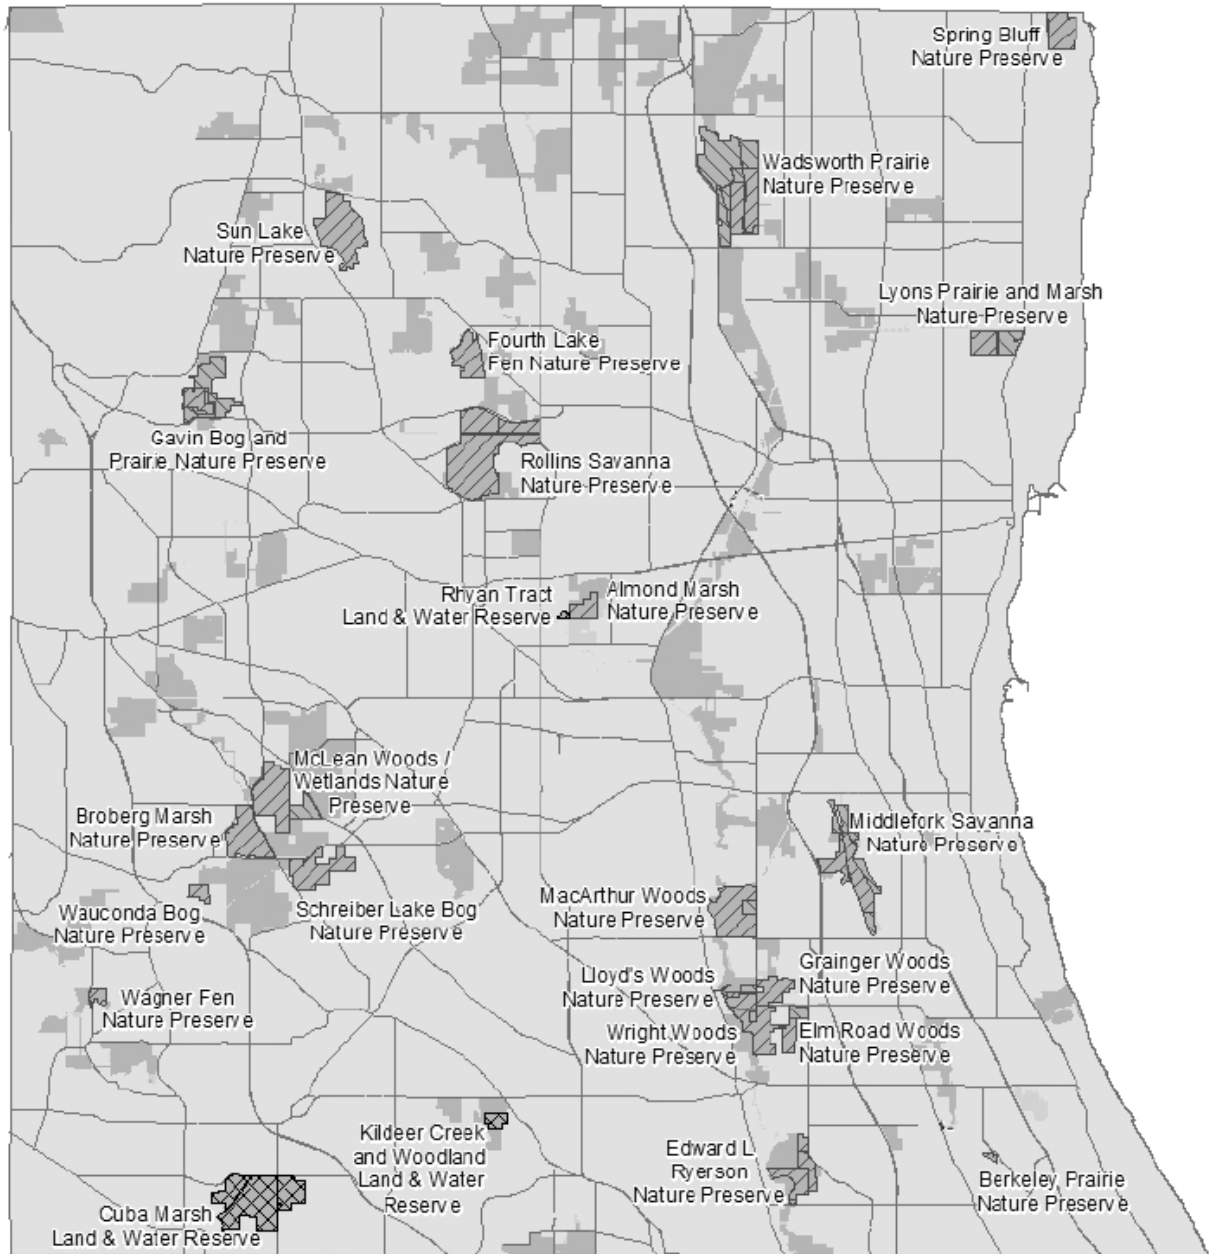 Spring Bluff
Nature Preserve
Wadsworth Prairie
Nature Preserve
Sun Lake
Nature Preserve
Lyons Prairie and Marsh
Nature Preserve
Fourth Lake
Fen Nature Preserve
Gavin Bog and
Prairie Nature Preserve
Rollins Savanna
Nature Preserve
Rhyan Tract
Land & Water Reserve
Almond Marsh
Nature Preserve
McLean Woods /
Wetlands Nature
Preserve
Broberg Marsh
Nature Preserve
Middlefork Savanna
Nature Preserve
MacArthur Woods
Nature Preserve
Wauconda Bog
Nature Preserve
Schreiber Lake Bog
Nature Preserve
Grainger Woods
Nature Preserve
Lloyd's Woods
Nature Preserve
Wagner Fen
Nature Preserve
Wright Woods
Nature Preserve
Elm Road Woods
Nature Preserve
Kildeer Creek
and Woodland
Land & Water
Reserve
Edward L
Ryerson
Nature Preserve
Berkeley Prairie
Nature Preserve
Cuba Marsh
Land & Water Reserve